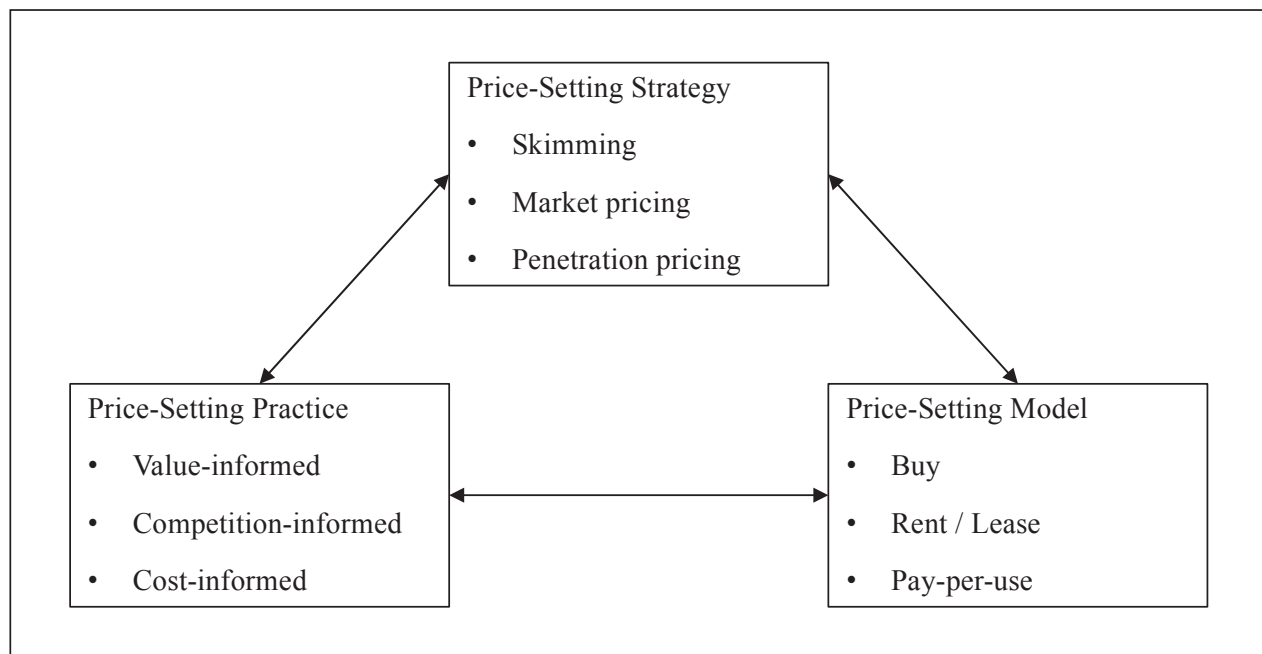 Price-Setting Strategy
• Skimming
• Market pricing
• Penetration pricing
Price-Setting Practice
• Value-informed
• Competition-informed
• Cost-informed
Price-Setting Model
• Buy
• Rent / Lease
• Pay-per-use